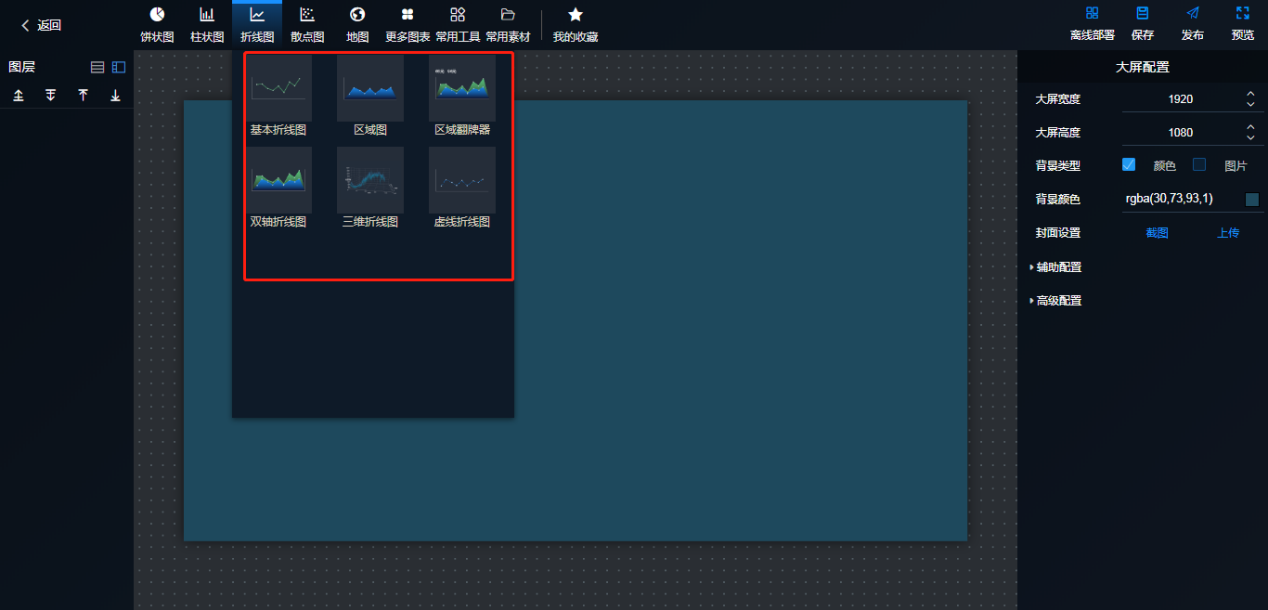 返回
饼状图 柱状图 折线图 散点图 地图 更多图表 常用工具 常用素材 我的收藏
离线部署 保存 发布 预览
图层
基本折线图 区域图 区域翻牌器
双轴折线图 三维折线图 虚线折线图
大屏配置
大屏宽度 1920
大屏高度 1080
背景类型 颜色 图片
背景颜色 rgba(30,73,93,1)
封面设置 截图 上传
辅助配置
高级配置